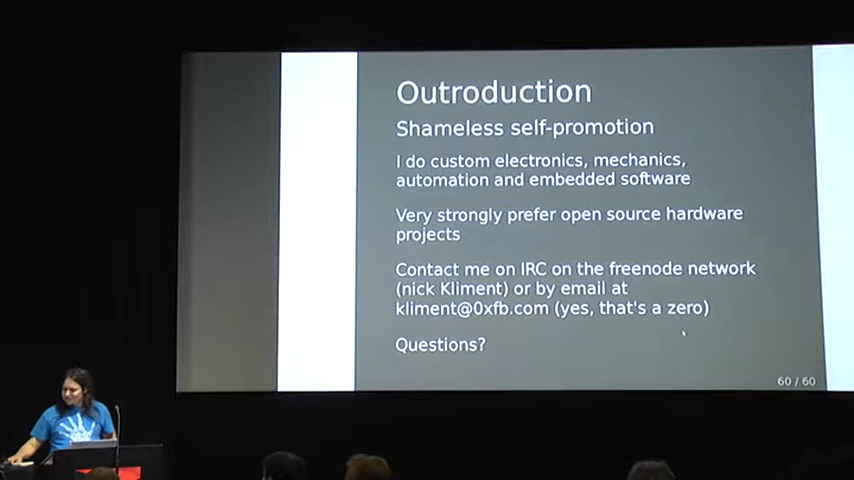 Outroduction
Shameless self-promotion
I do custom electronics, mechanics,
automation and embedded software
Very strongly prefer open source hardware
projects
Contact me on IRC on the freenode network
(nick Kliment) or by email at
kliment@0xfb.com (yes, that's a zero)
Questions?
60 / 60